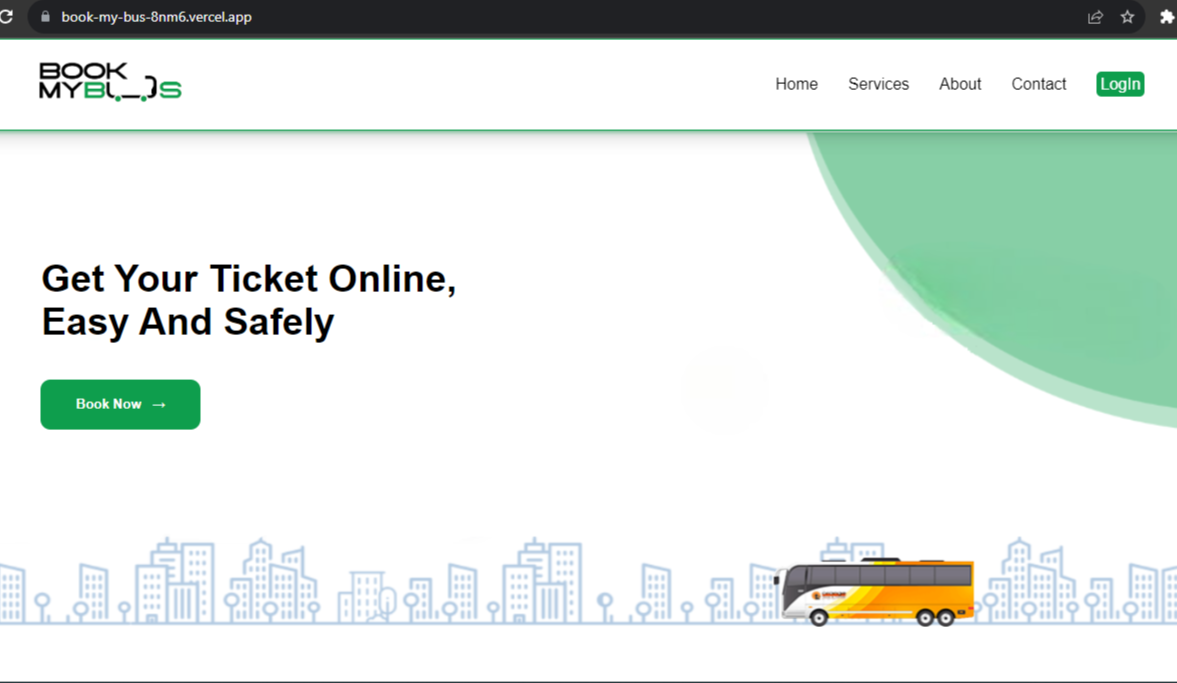 book-my-bus-8nm6.vercel.app
BOOK
MYBUS
Home Services About Contact LogIn
Get Your Ticket Online,
Easy And Safely
Book Now →